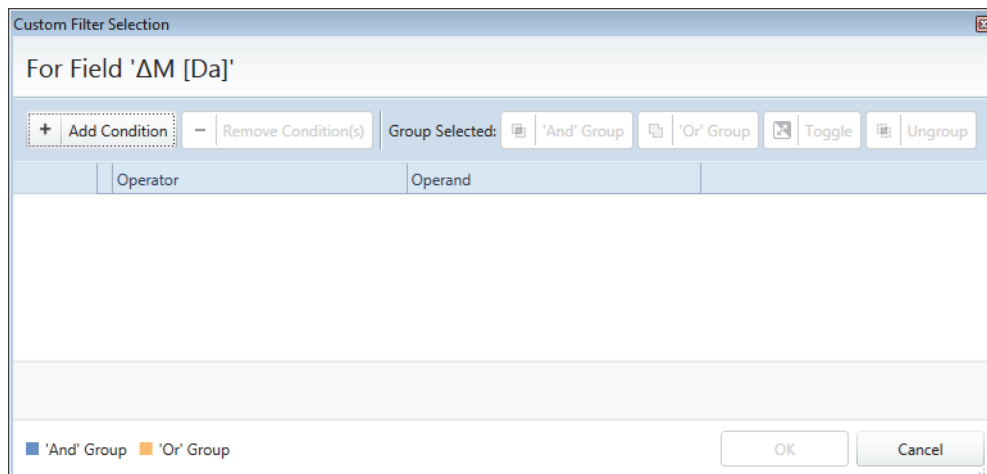 Custom Filter Selection
For Field 'ΔM [Da]'
+ Add Condition − Remove Condition(s) Group Selected: 'And' Group 'Or' Group Toggle Ungroup
Operator Operand
'And' Group 'Or' Group OK Cancel